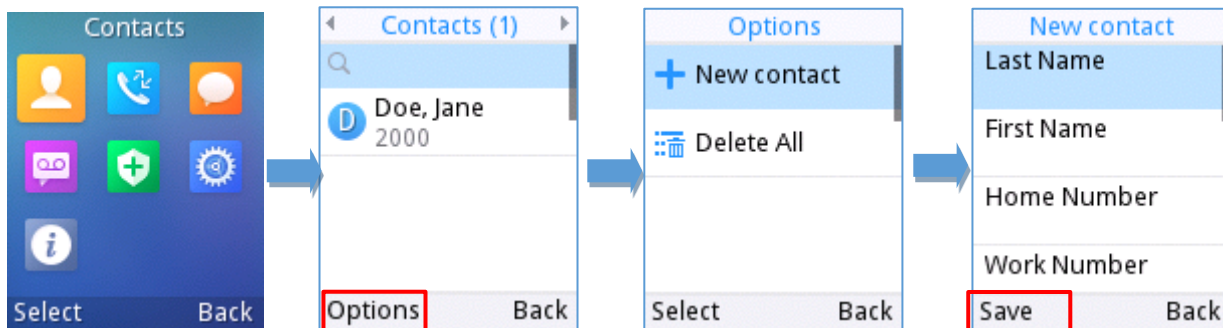 Contacts
Select Back
Contacts (1)
D
Doe, Jane
2000
Options Back
Options
New contact
Delete All
Select Back
New contact
Last Name
First Name
Home Number
Work Number
Save Back